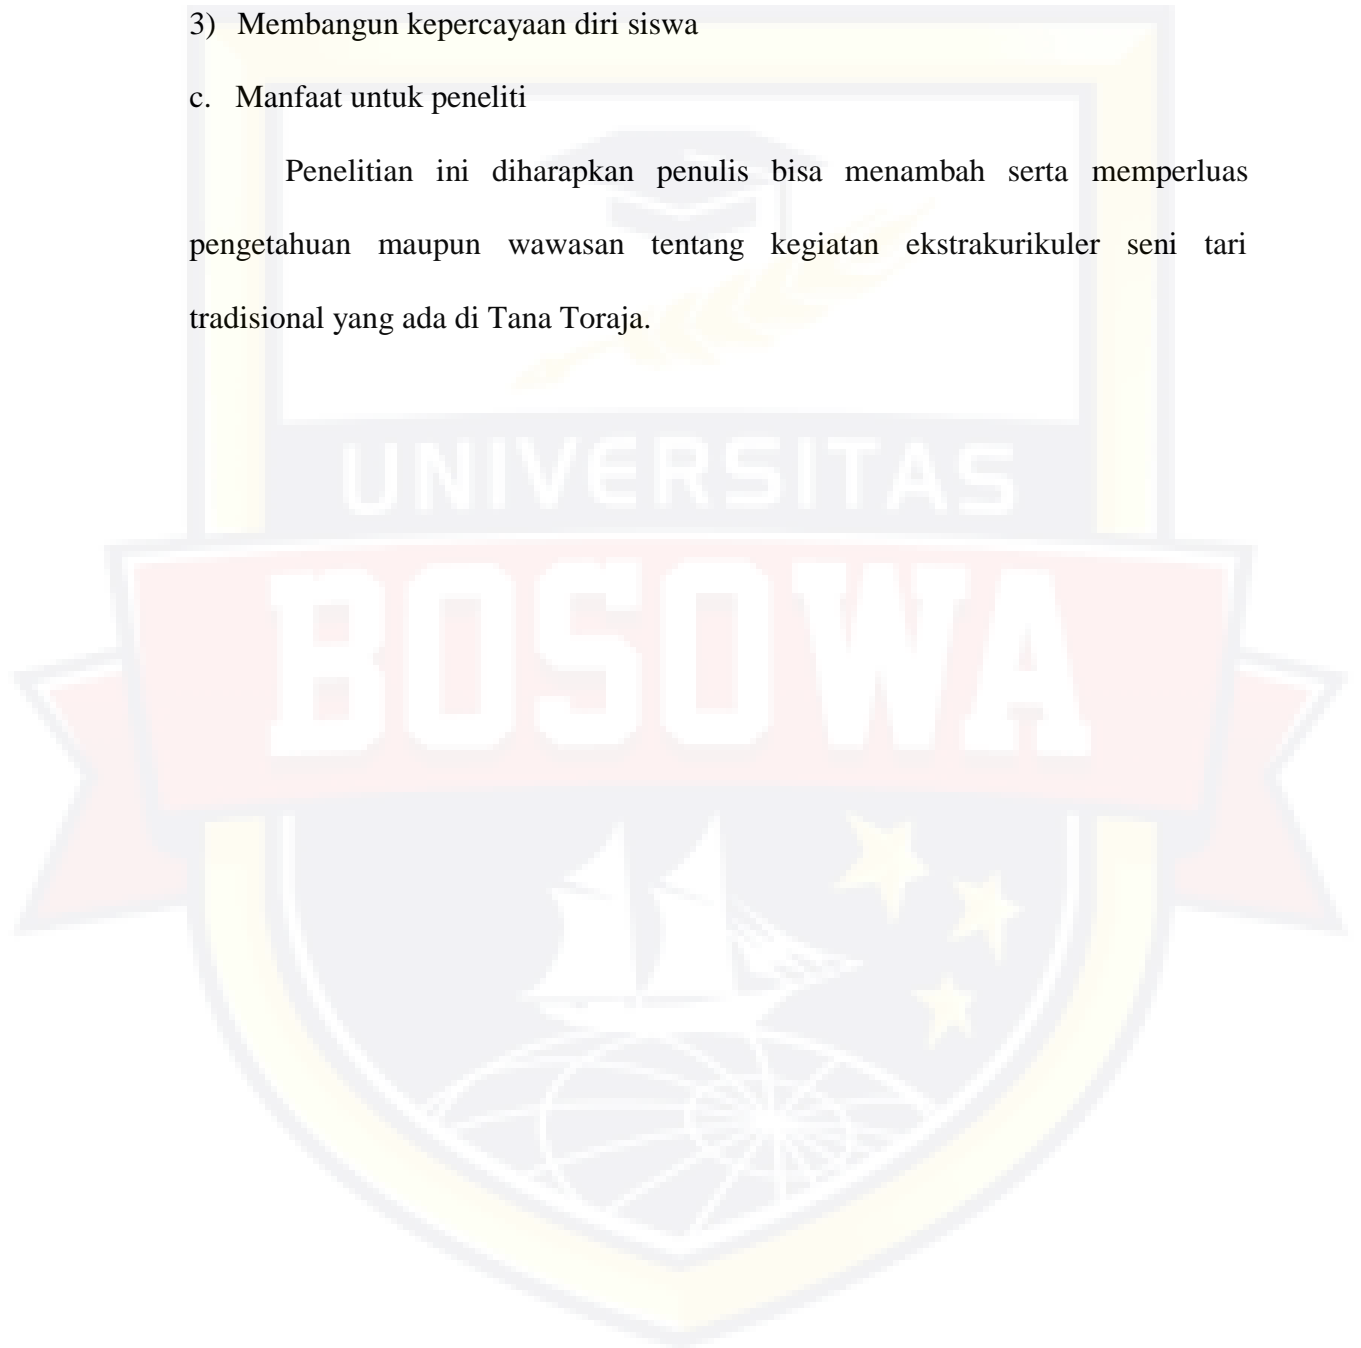 3) Membangun kepercayaan diri siswa
c. Manfaat untuk peneliti
Penelitian ini diharapkan penulis bisa menambah serta memperluas
pengetahuan maupun wawasan tentang kegiatan ekstrakurikuler seni tari
tradisional yang ada di Tana Toraja.
UNIVERSITAS
BOSOWA